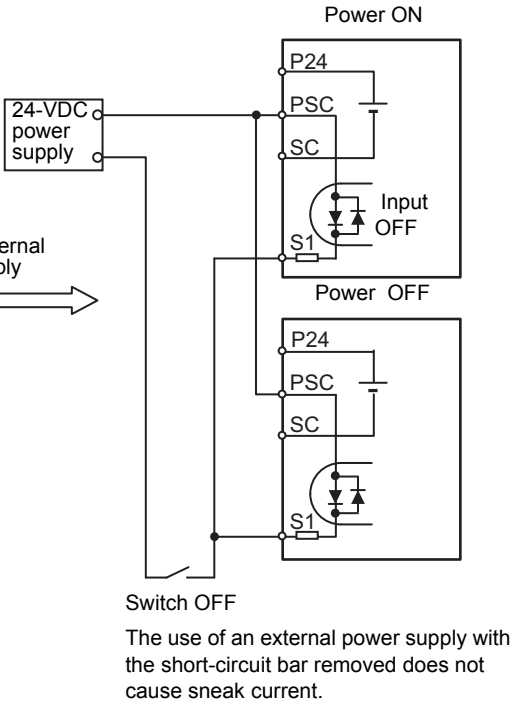 Power ON
P24
PSC
SC
Input
OFF
S1
24-VDC
power
supply
Power OFF
P24
PSC
SC
S1
Switch OFF
The use of an external power supply with
the short-circuit bar removed does not
cause sneak current.